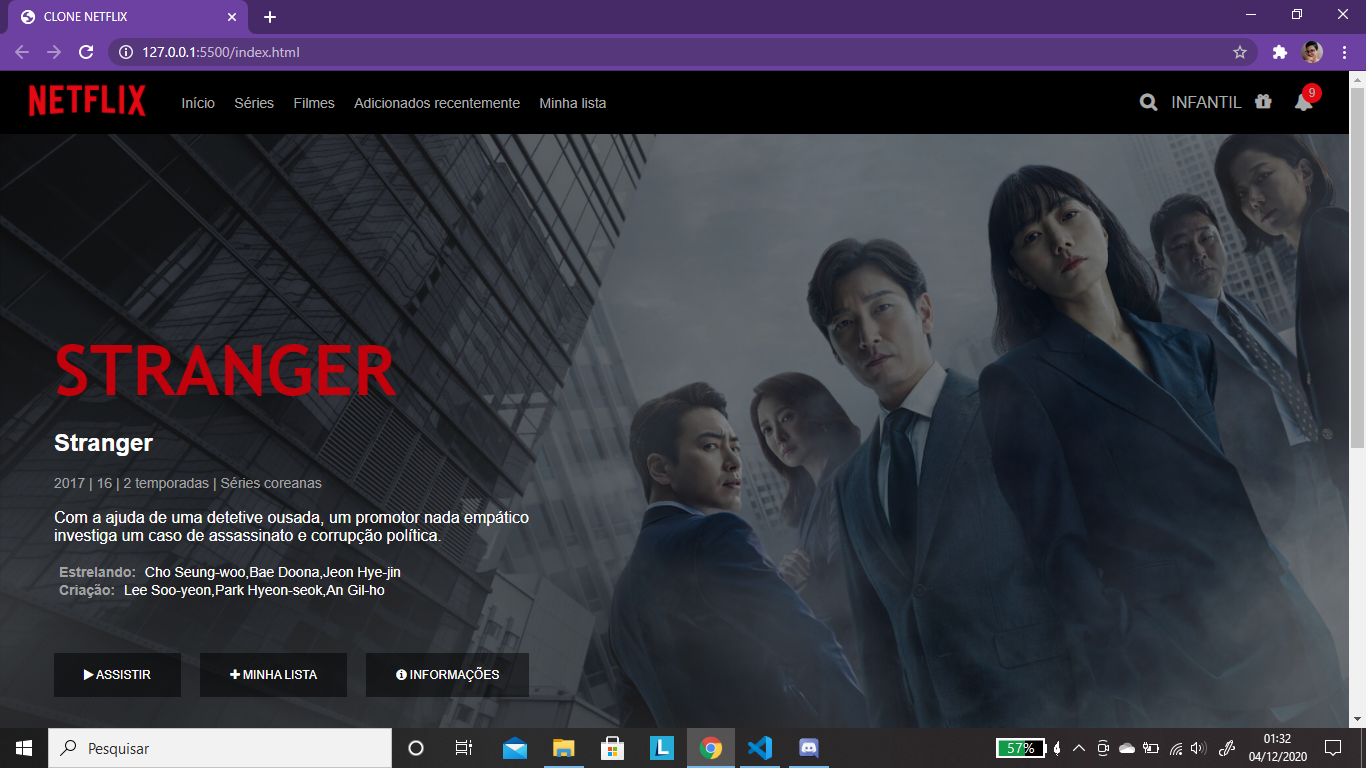 CLONE NETFLIX
127.0.0.1:5500/index.html
NETFLIX
Início Séries Filmes Adicionados recentemente Minha lista
INFANTIL
9
STRANGER
Stranger
2017 | 16 | 2 temporadas | Séries coreanas
Com a ajuda de uma detetive ousada, um promotor nada empático
investiga um caso de assassinato e corrupção política.
Estrelando: Cho Seung-woo,Bae Doona,Jeon Hye-jin
Criação: Lee Soo-yeon,Park Hyeon-seok,An Gil-ho
ASSISTIR MINHA LISTA INFORMAÇÕES
Pesquisar
L
57%
01:32
04/12/2020